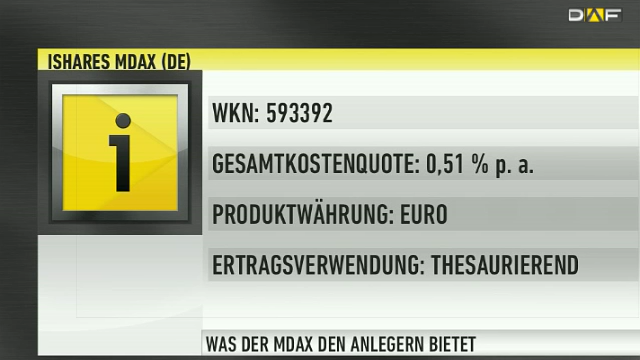 DAF
ISHARES MDAX (DE)
i
WKN: 593392
GESAMTKOSTENQUOTE: 0,51 % p. a.
PRODUKTWÄHRUNG: EURO
ERTRAGSVERWENDUNG: THESAURIEREND
WAS DER MDAX DEN ANLEGERN BIETET